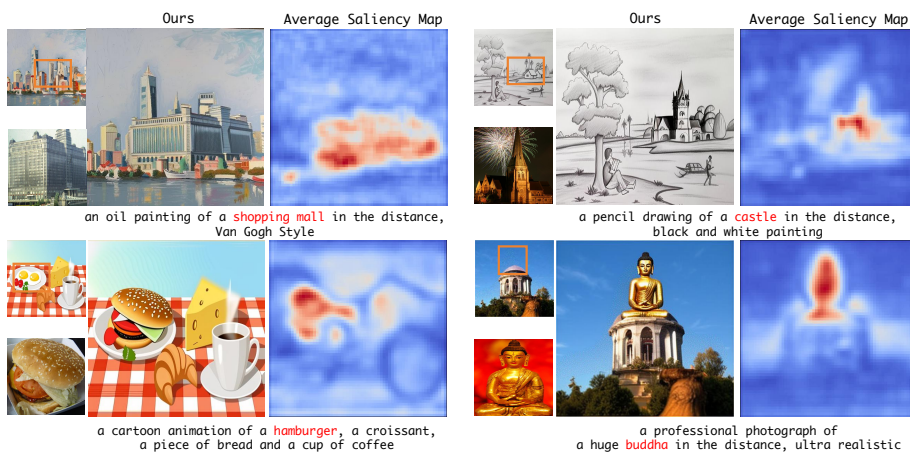 Ours
Average Saliency Map
Ours
Average Saliency Map
an oil painting of a shopping mall in the distance,
Van Gogh Style
a pencil drawing of a castle in the distance,
black and white painting
a cartoon animation of a hamburger, a croissant,
a piece of bread and a cup of coffee
a professional photograph of
a huge buddha in the distance, ultra realistic